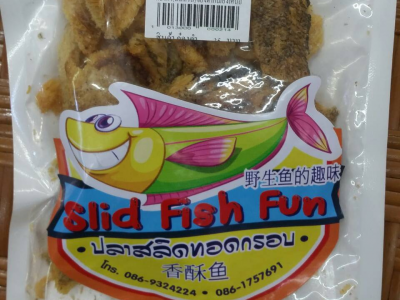 野生鱼的趣味
Slid Fish Fun
• ปลาสลิดทอดกรอบ •
香酥鱼
โทร. 086-9324224 • 086-1757691